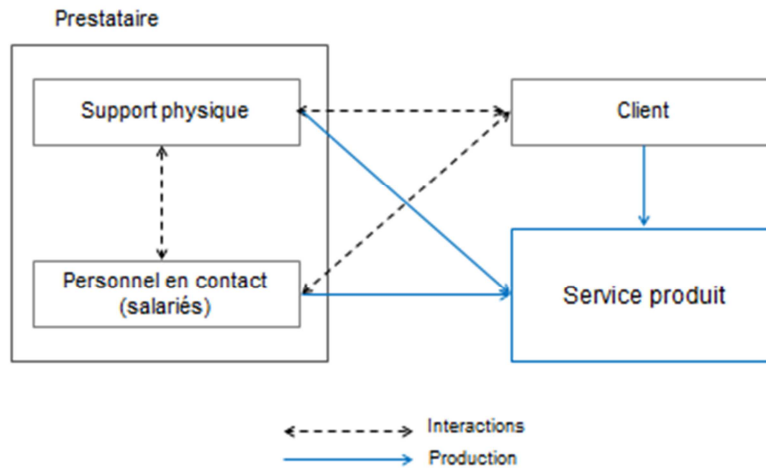 Prestataire
Support physique
Client
Personnel en contact
(salariés)
Service produit
Interactions
Production